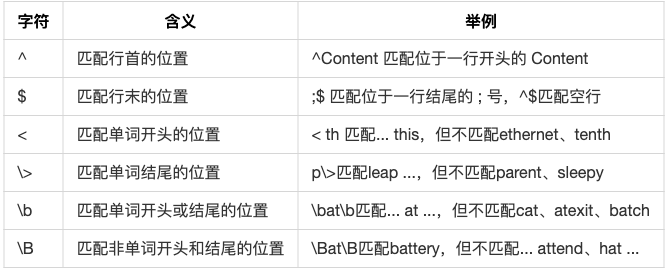 字符 含义 举例
^ 匹配行首的位置 ^Content 匹配位于一行开头的 Content
$ 匹配行末的位置 ;$ 匹配位于一行结尾的 ; 号，^$匹配空行
< 匹配单词开头的位置 < th 匹配... this，但不匹配ethernet、tenth
\> 匹配单词结尾的位置 p\>匹配leap ...，但不匹配parent、sleepy
\b 匹配单词开头或结尾的位置 \bat\b匹配... at ...，但不匹配cat、atexit、batch
\B 匹配非单词开头和结尾的位置 \Bat\B匹配battery，但不匹配... attend、hat ...